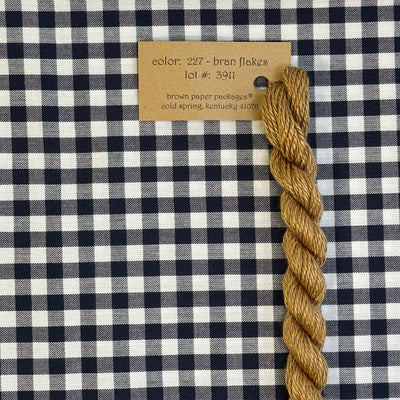 color: 227 - bran flakes
lot #: 3911
brown paper packages®
cold spring, kentucky 41076